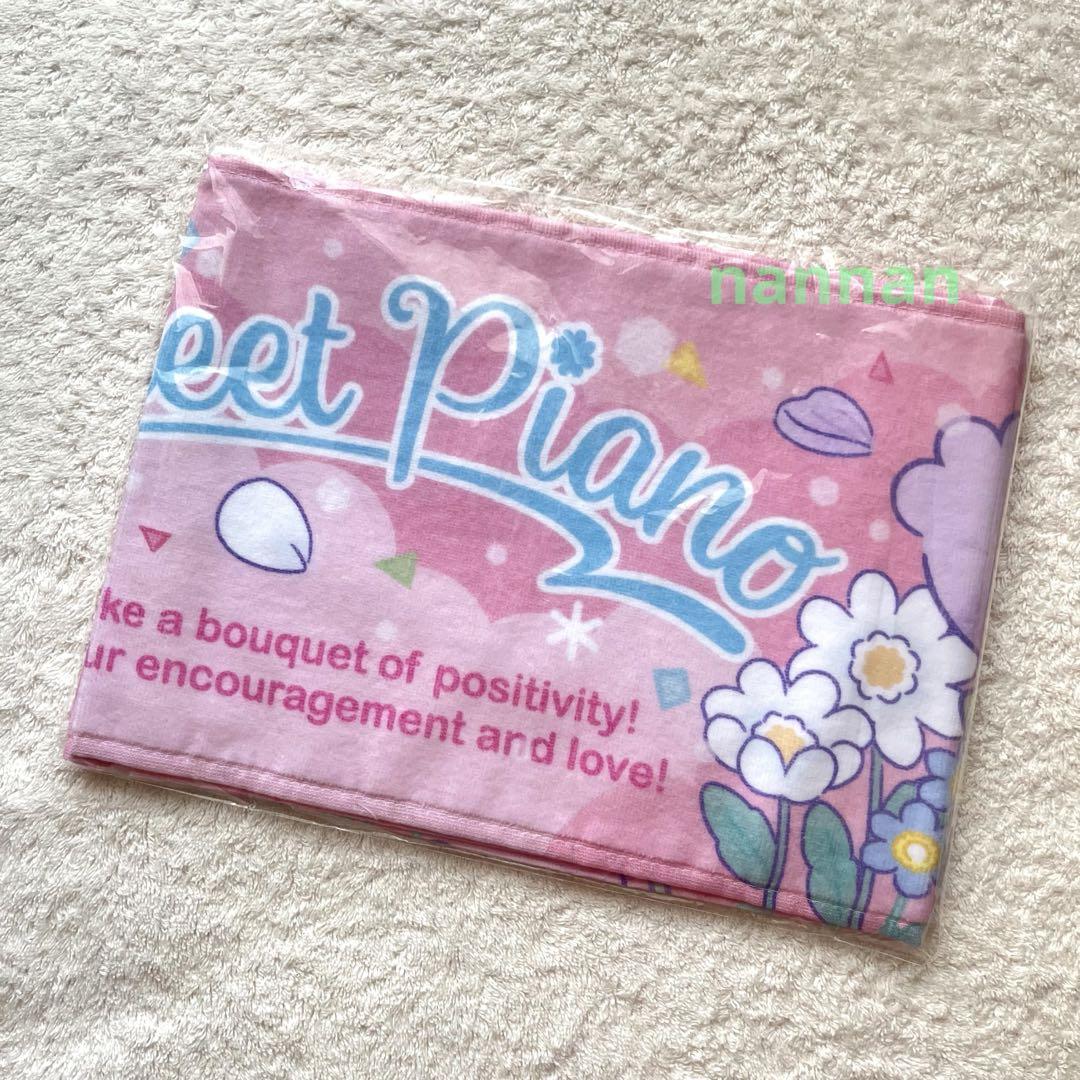 nannan
eet Piano
ke a bouquet of positivity!
ur encouragement and love!